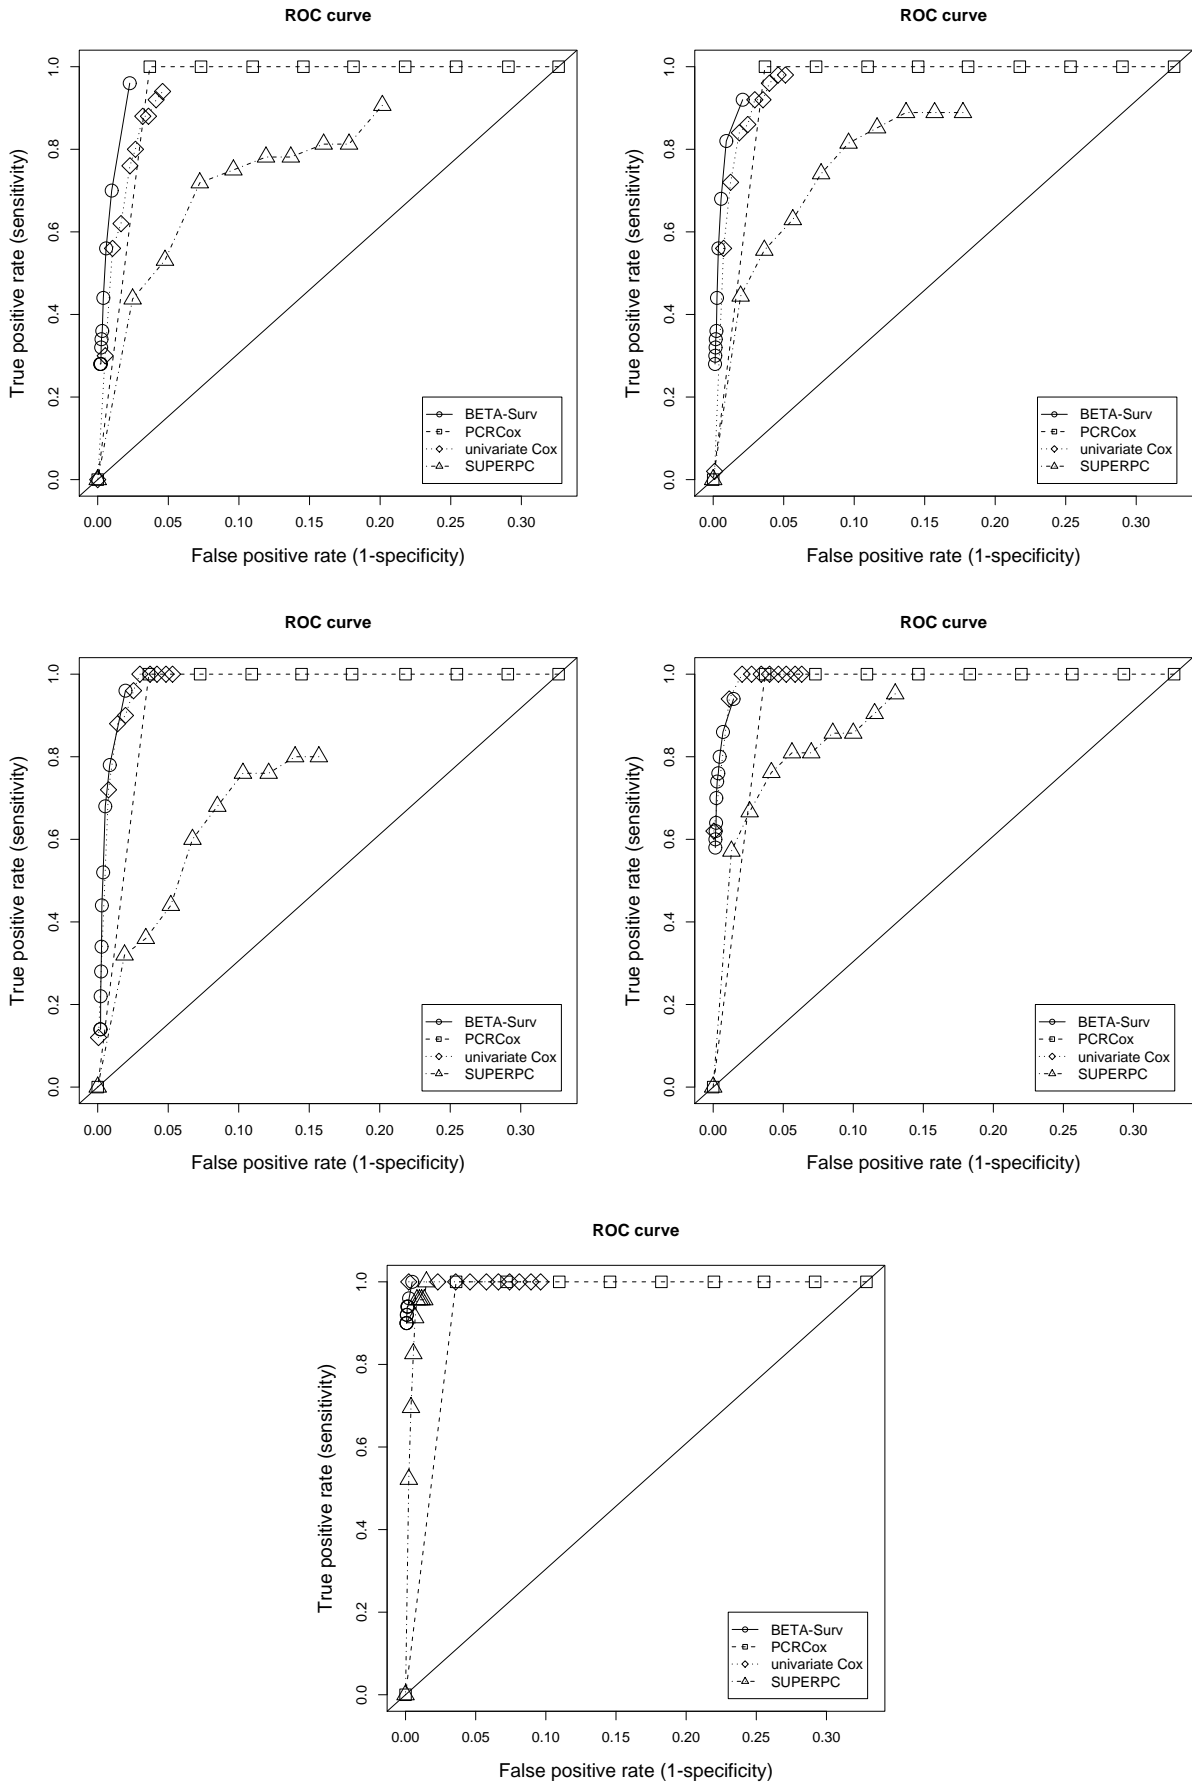 ROC curve
True positive rate (sensitivity)
1.0
0.8
0.6
0.4
0.2
0.0
BETA-Surv
PCRCox
univariate Cox
SUPERPC
0.00 0.05 0.10 0.15 0.20 0.25 0.30
False positive rate (1-specificity)
ROC curve
True positive rate (sensitivity)
1.0
0.8
0.6
0.4
0.2
0.0
BETA-Surv
PCRCox
univariate Cox
SUPERPC
0.00 0.05 0.10 0.15 0.20 0.25 0.30
False positive rate (1-specificity)
ROC curve
True positive rate (sensitivity)
1.0
0.8
0.6
0.4
0.2
0.0
BETA-Surv
PCRCox
univariate Cox
SUPERPC
0.00 0.05 0.10 0.15 0.20 0.25 0.30
False positive rate (1-specificity)
ROC curve
True positive rate (sensitivity)
1.0
0.8
0.6
0.4
0.2
0.0
BETA-Surv
PCRCox
univariate Cox
SUPERPC
0.00 0.05 0.10 0.15 0.20 0.25 0.30
False positive rate (1-specificity)
ROC curve
True positive rate (sensitivity)
1.0
0.8
0.6
0.4
0.2
0.0
BETA-Surv
PCRCox
univariate Cox
SUPERPC
0.00 0.05 0.10 0.15 0.20 0.25 0.30
False positive rate (1-specificity)